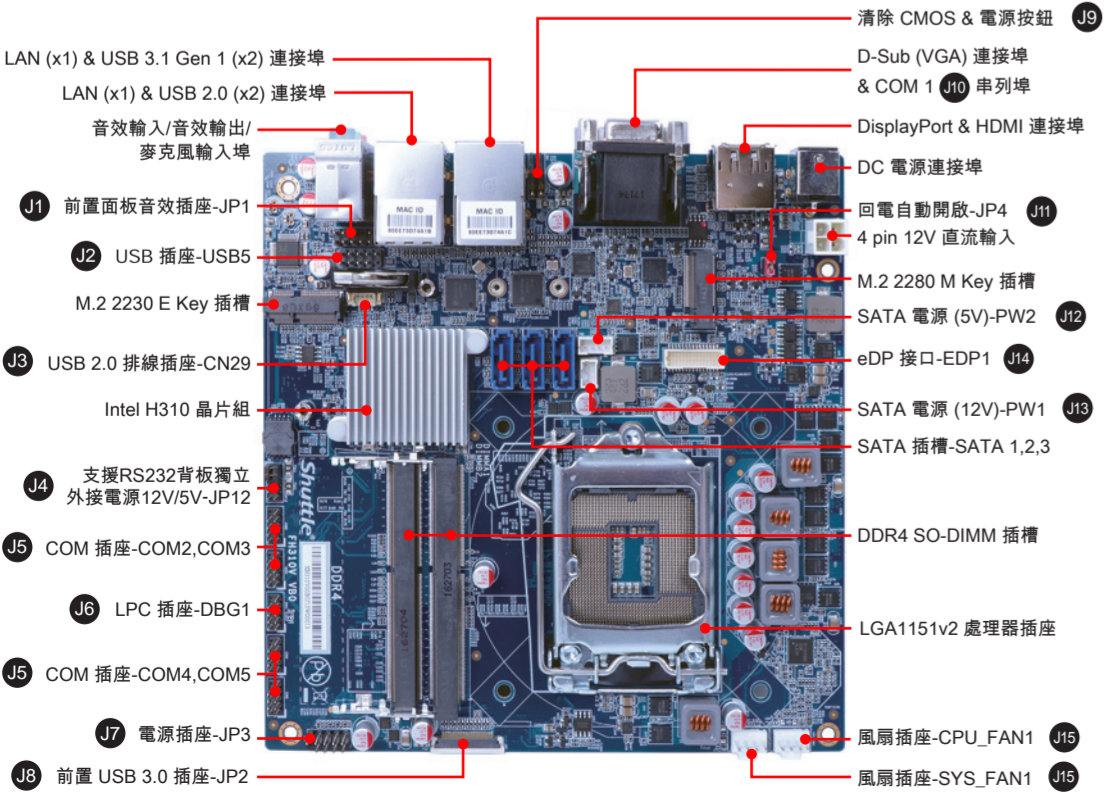 LAN (x1) & USB 3.1 Gen 1 (x2) 連接埠
LAN (x1) & USB 2.0 (x2) 連接埠
音效輸入/音效輸出/
麥克風輸入埠
J1 前置面板音效插座-JP1
J2 USB 插座-USB5
M.2 2230 E Key 插槽
J3 USB 2.0 排線插座-CN29
Intel H310 晶片組
J4 支援RS232背板獨立
外接電源12V/5V-JP12
J5 COM 插座-COM2,COM3
J6 LPC 插座-DBG1
J5 COM 插座-COM4,COM5
J7 電源插座-JP3
J8 前置 USB 3.0 插座-JP2
清除 CMOS & 電源按鈕 J9
D-Sub (VGA) 連接埠
& COM 1 J10 串列埠
DisplayPort & HDMI 連接埠
DC 電源連接埠
回電自動開啟-JP4 J11
4 pin 12V 直流輸入
M.2 2280 M Key 插槽
SATA 電源 (5V)-PW2 J12
eDP 接口-EDP1 J14
SATA 電源 (12V)-PW1 J13
SATA 插槽-SATA 1,2,3
DDR4 SO-DIMM 插槽
LGA1151v2 處理器插座
風扇插座-CPU_FAN1 J15
風扇插座-SYS_FAN1 J15
MAC ID
MAC ID
Shuttle
FH310V V80
DDR4
162704
162703
Pb